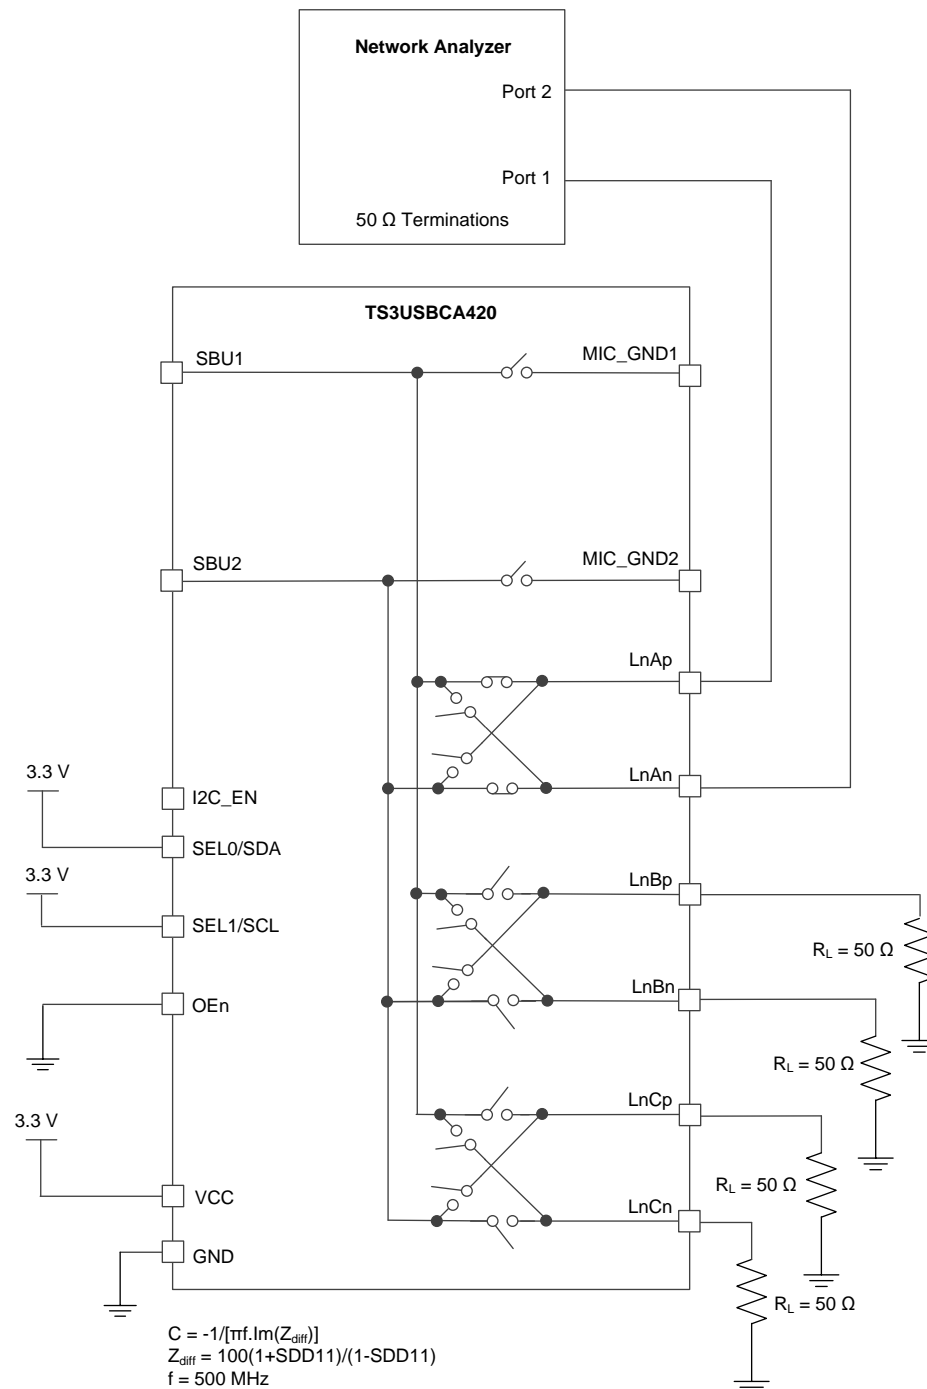 Network Analyzer
Port 2
Port 1
50 Ω Terminations
TS3USBCA420
SBU1
MIC_GND1
SBU2
MIC_GND2
LnAp
3.3 V
I2C_EN
LnAn
SEL0/SDA
3.3 V
SEL1/SCL
LnBp
R_L = 50 Ω
OEn
LnBn
R_L = 50 Ω
3.3 V
LnCp
R_L = 50 Ω
VCC
LnCn
GND
R_L = 50 Ω
C = -1/[πf.Im(Z_diff)]
Z_diff = 100(1+SDD11)/(1-SDD11)
f = 500 MHz